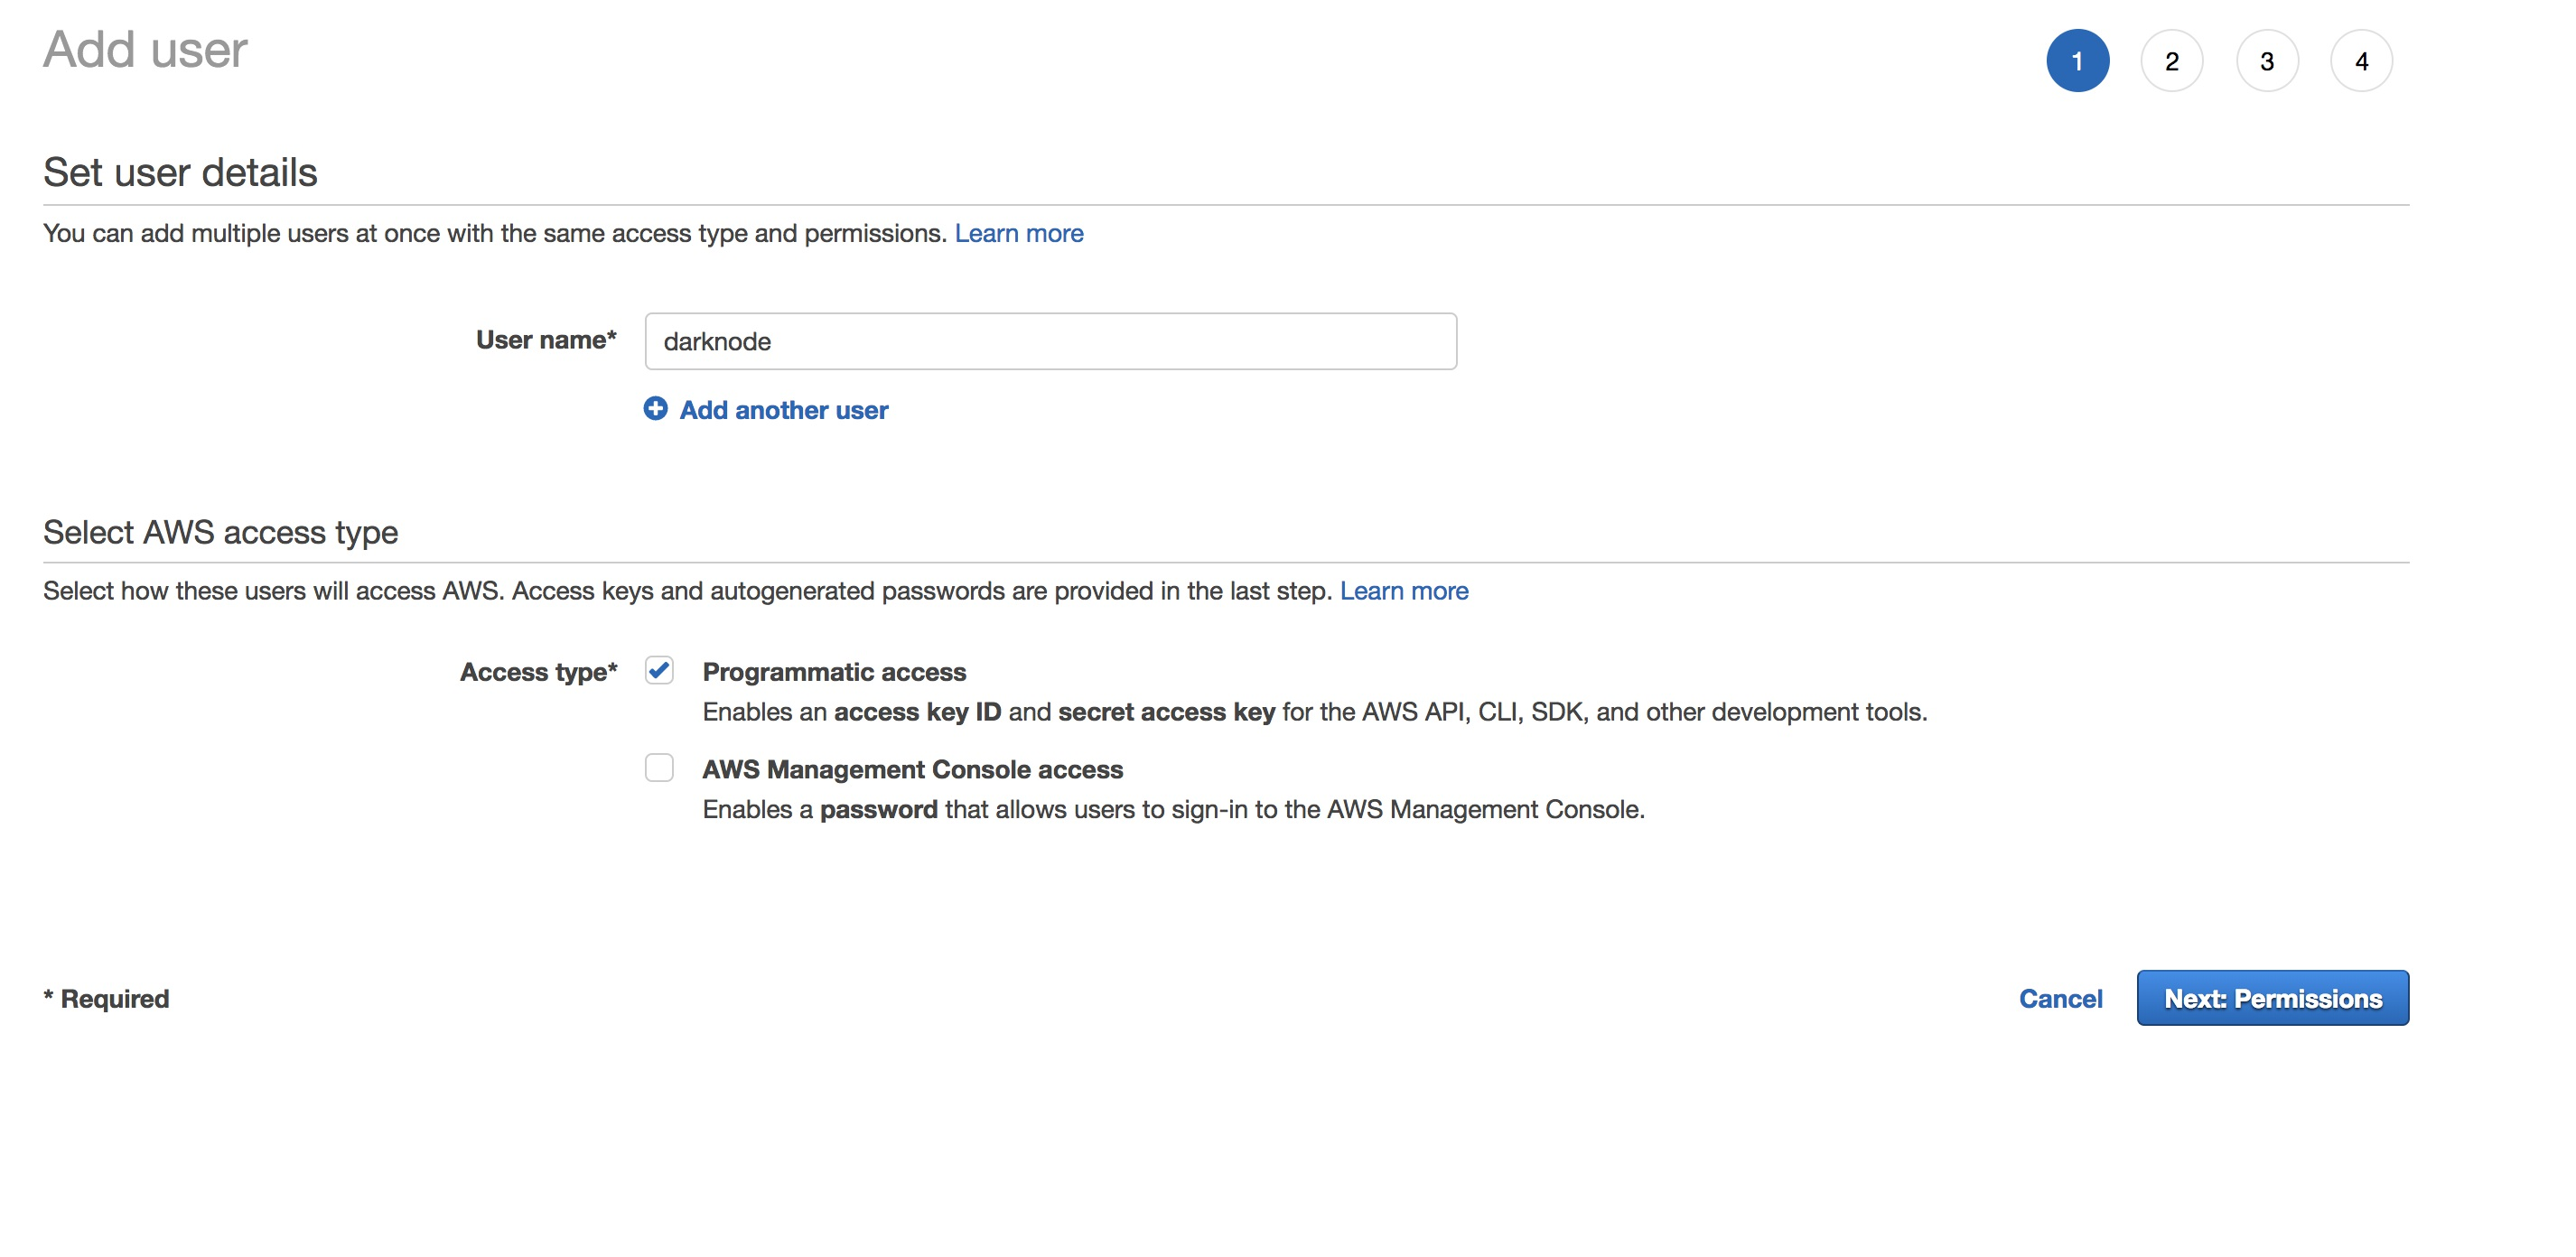 Add user
1 2 3 4
Set user details
You can add multiple users at once with the same access type and permissions. Learn more
User name* darknode
Add another user
Select AWS access type
Select how these users will access AWS. Access keys and autogenerated passwords are provided in the last step. Learn more
Access type* Programmatic access
Enables an access key ID and secret access key for the AWS API, CLI, SDK, and other development tools.
AWS Management Console access
Enables a password that allows users to sign-in to the AWS Management Console.
* Required Cancel Next: Permissions